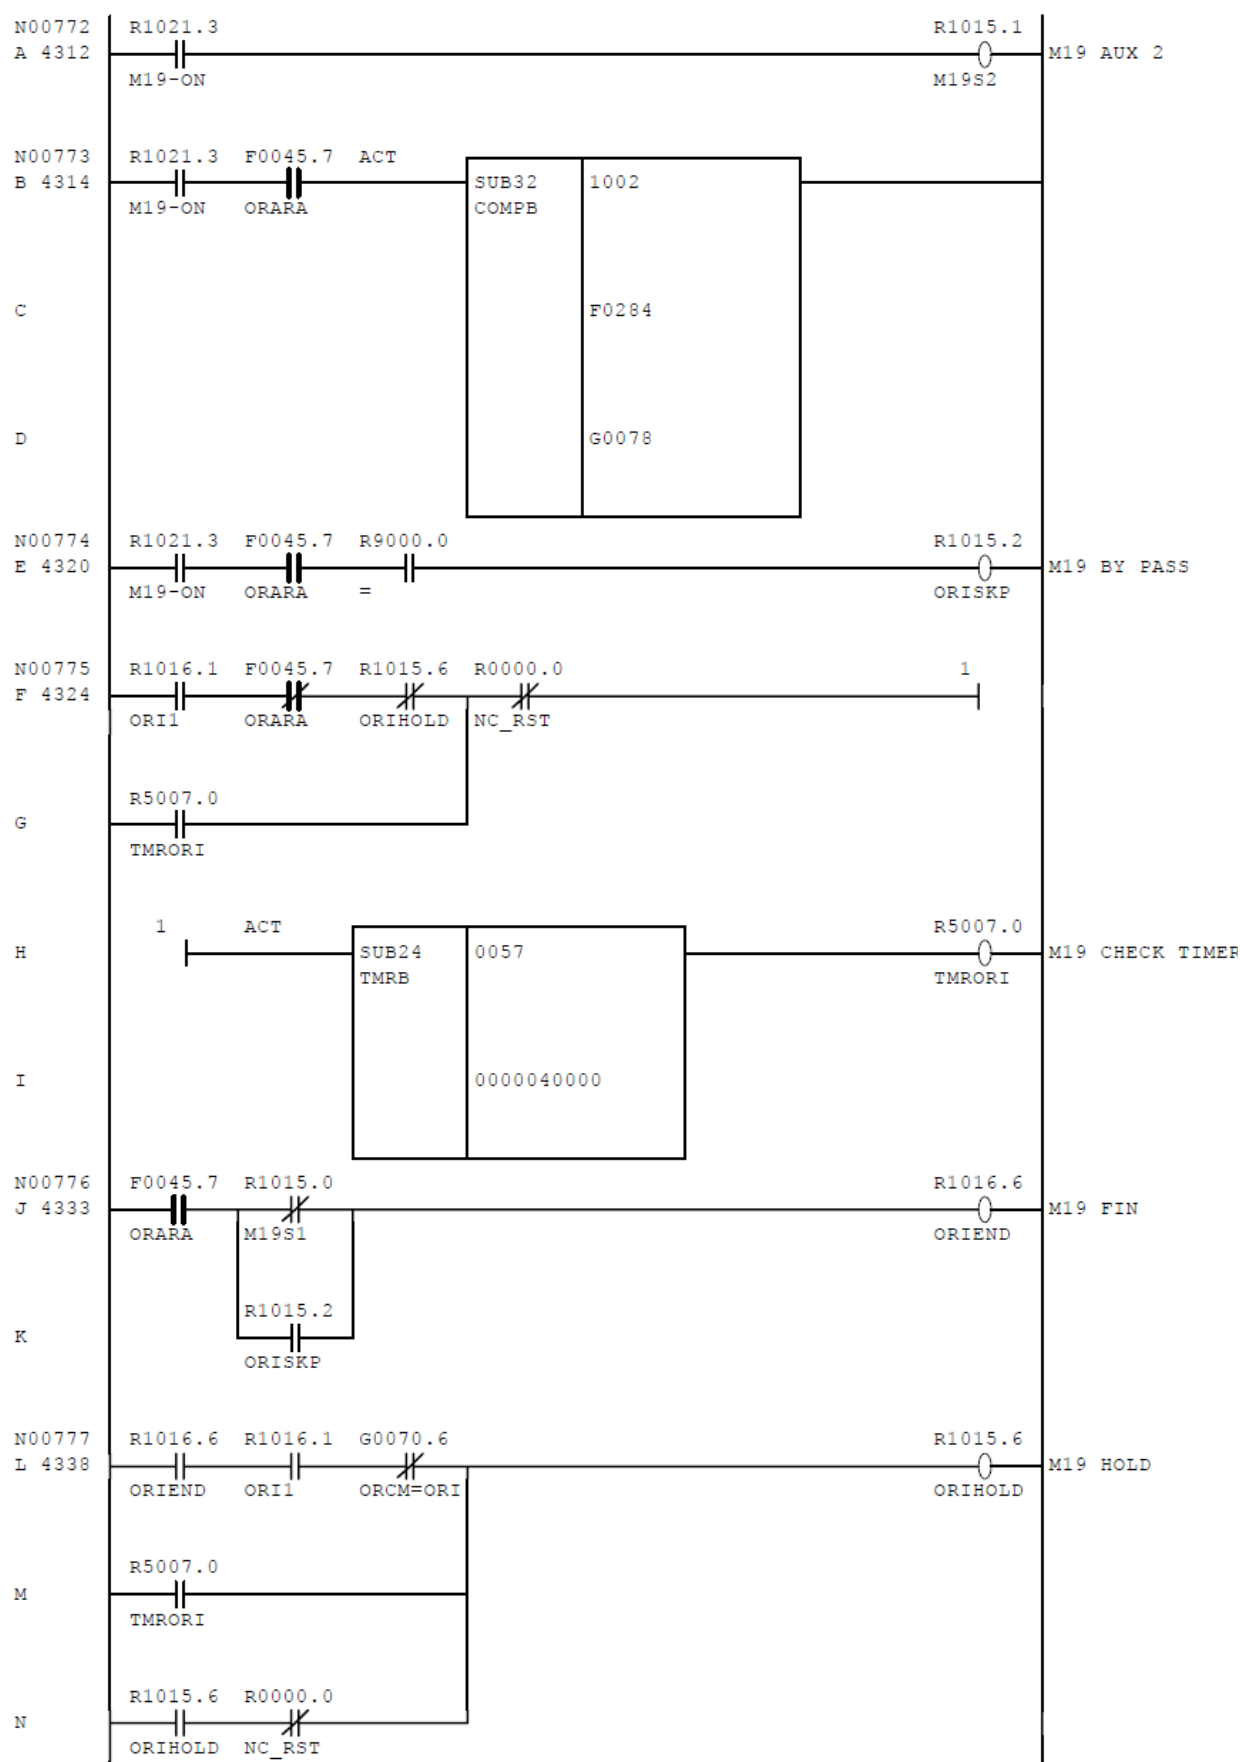 N00772 R1021.3 R1015.1
A 4312 M19 AUX 2
M19-ON M19S2
N00773 R1021.3 F0045.7 ACT
B 4314 SUB32 1002
M19-ON ORARA COMPB
C F0284
D G0078
N00774 R1021.3 F0045.7 R9000.0 R1015.2
E 4320 M19 BY PASS
M19-ON ORARA = ORISKP
N00775 R1016.1 F0045.7 R1015.6 R0000.0 1
F 4324
ORI1 ORARA ORIHOLD NC_RST
R5007.0
G
TMRORI
1 ACT R5007.0
H SUB24 0057 M19 CHECK TIMER
TMRB TMRORI
I 0000040000
N00776 F0045.7 R1015.0 R1016.6
J 4333 M19 FIN
ORARA M19S1 ORIEND
R1015.2
K
ORISKP
N00777 R1016.6 R1016.1 G0070.6 R1015.6
L 4338 M19 HOLD
ORIEND ORI1 ORCM=ORI ORIHOLD
R5007.0
M
TMRORI
R1015.6 R0000.0
N
ORIHOLD NC_RST